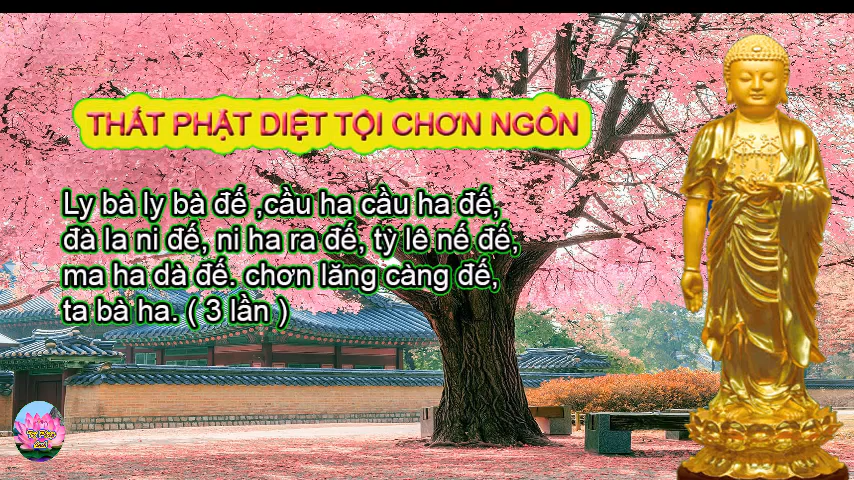 THẤT PHẬT DIỆT TỘI CHƠN NGÔN
Ly bà ly bà đế ,cầu ha cầu ha đế,
đà la ni đế, ni ha ra đế, tỳ lê nế đế,
ma ha dà đế. chơn lăng càng đế,
ta bà ha. ( 3 lần )